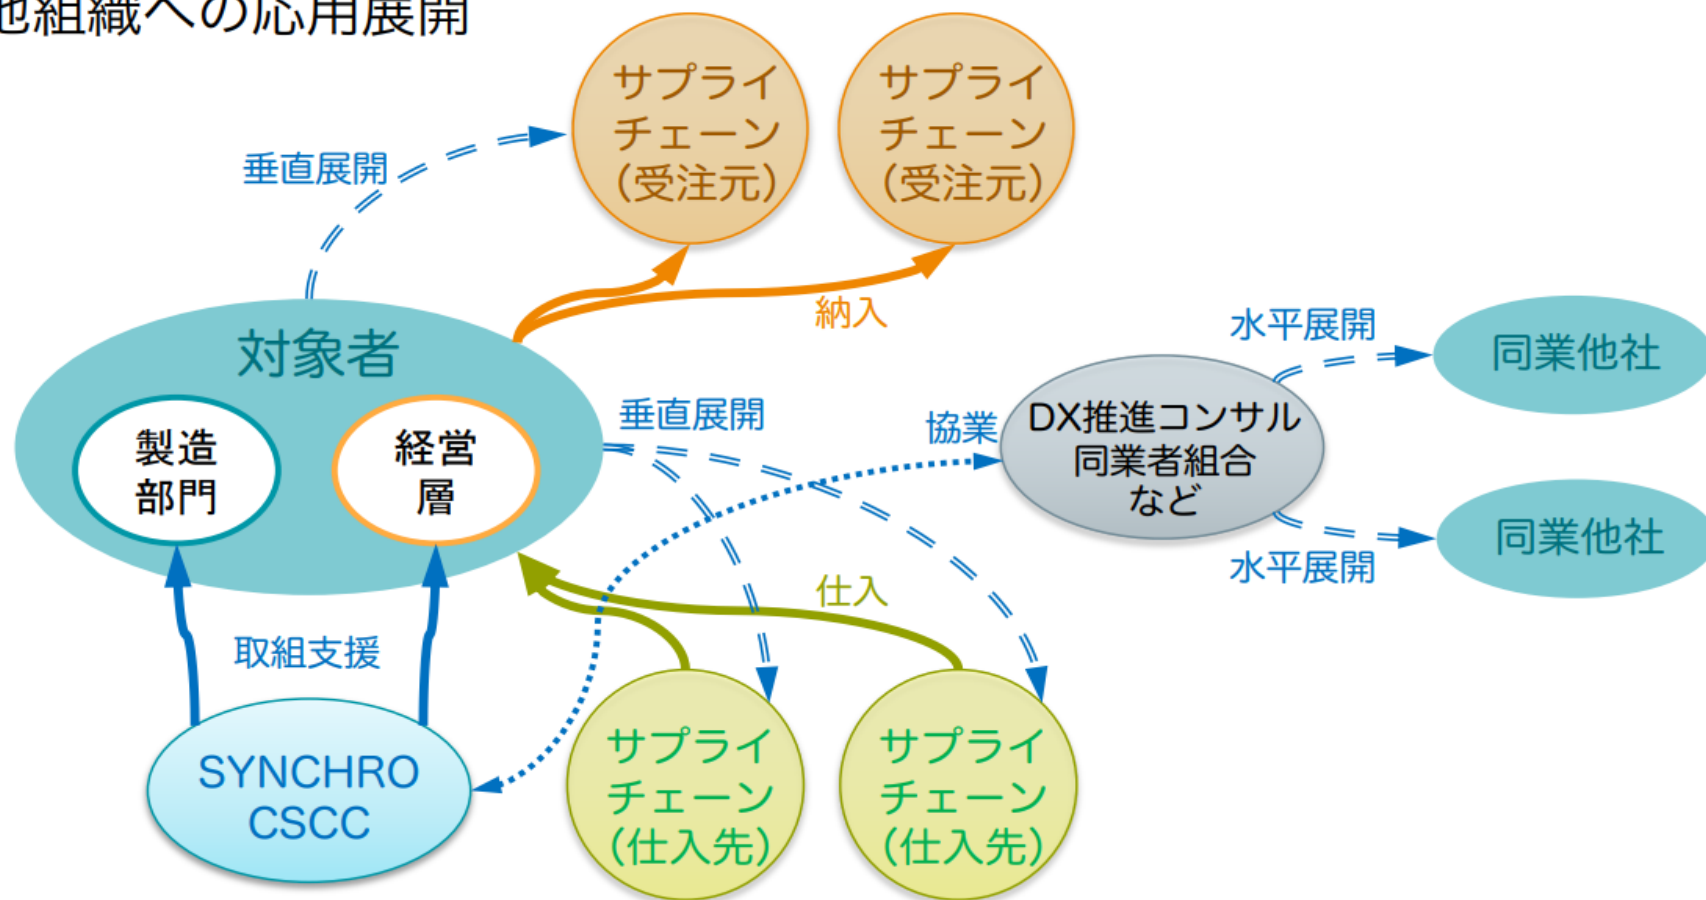 他組織への応用展開
サプライ
チェーン
（受注元）
サプライ
チェーン
（受注元）
垂直展開
納入
対象者
製造
部門
経営
層
垂直展開
協業
DX推進コンサル
同業者組合
など
水平展開
同業他社
水平展開
同業他社
仕入
取組支援
SYNCHRO
CSCC
サプライ
チェーン
（仕入先）
サプライ
チェーン
（仕入先）